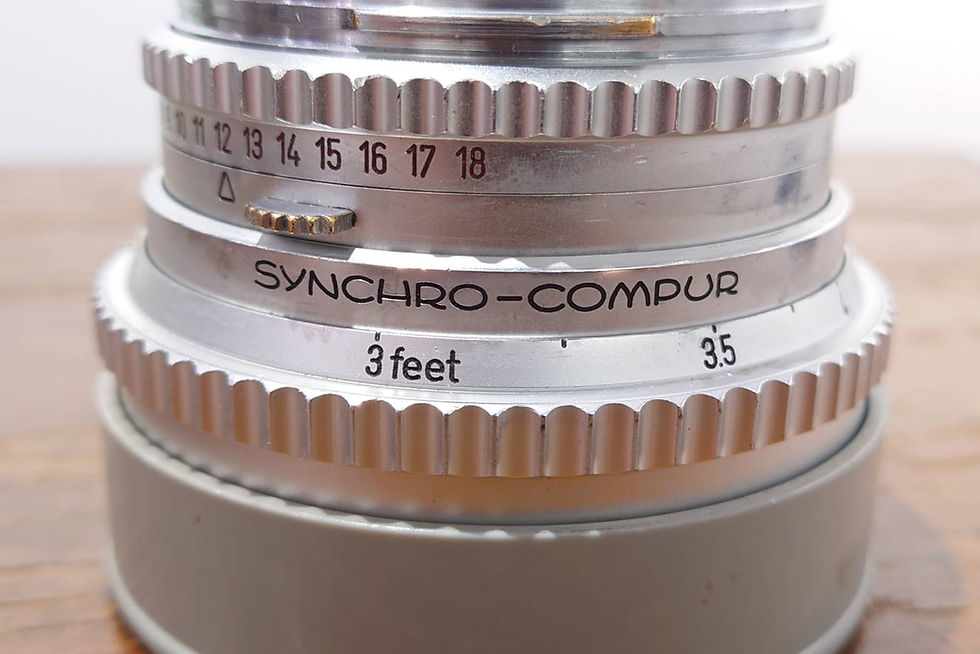 10 11 12 13 14 15 16 17 18
SYNCHRO-COMPUR
3 feet 3.5